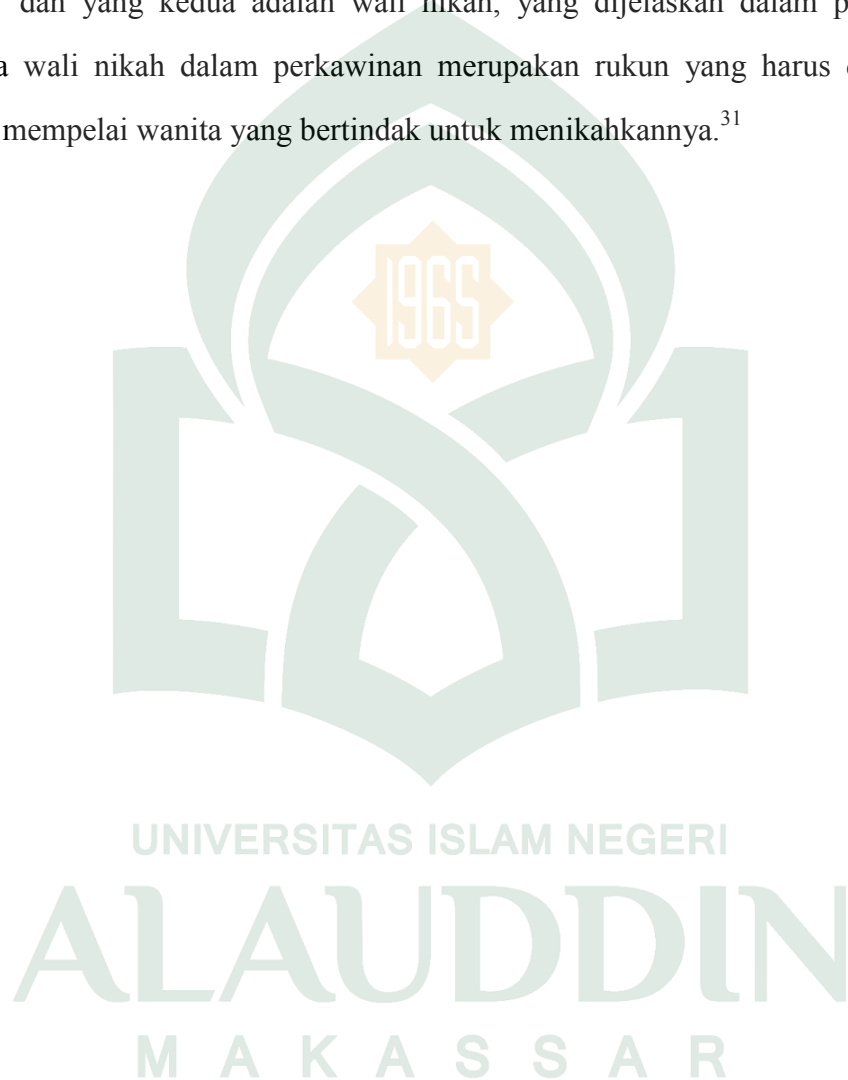 dan yang kedua adalah wali nikah, yang dijelaskan dalam p
a wali nikah dalam perkawinan merupakan rukun yang harus
mempelai wanita yang bertindak untuk menikahkannya.31
1965
UNIVERSITAS ISLAM NEGERI
ALAUDDIN
MAKASSAR